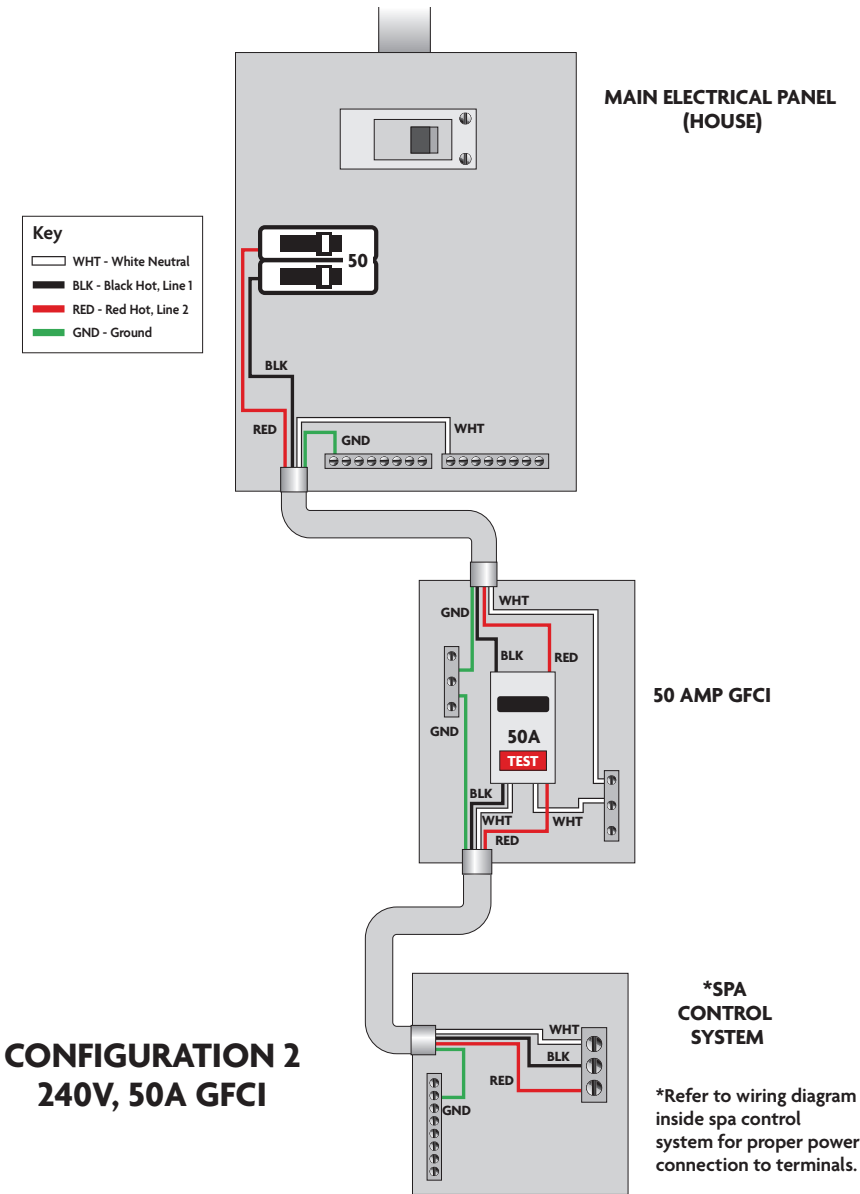 MAIN ELECTRICAL PANEL
(HOUSE)
Key
WHT - White Neutral
BLK - Black Hot, Line 1
RED - Red Hot, Line 2
GND - Ground
50
BLK
RED
GND
WHT
WHT
GND
BLK
RED
50 AMP GFCI
GND
50A
TEST
BLK
WHT
WHT
RED
*SPA
CONTROL
SYSTEM
WHT
BLK
RED
GND
CONFIGURATION 2
240V, 50A GFCI
*Refer to wiring diagram
inside spa control
system for proper power
connection to terminals.